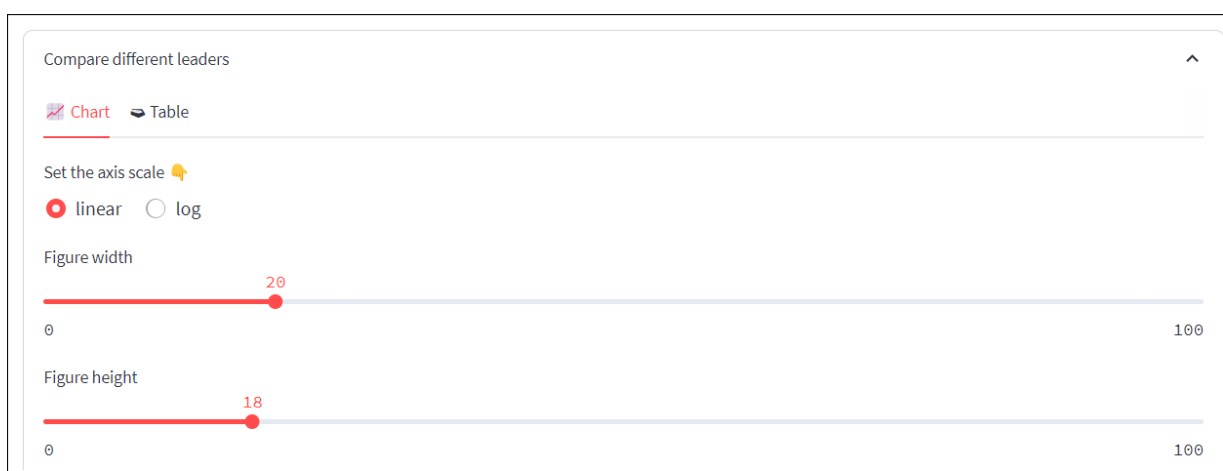 Compare different leaders
📈 Chart 🕳 Table
Set the axis scale 👇
linear log
Figure width
20
0 100
Figure height
18
0 100